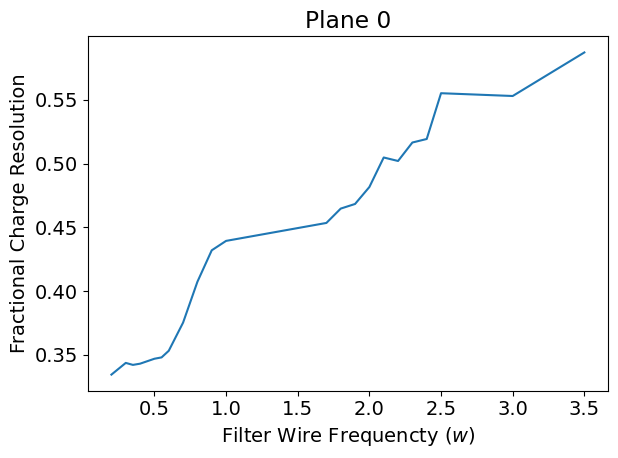 Plane 0
Fractional Charge Resolution
0.55
0.50
0.45
0.40
0.35
0.5 1.0 1.5 2.0 2.5 3.0 3.5
Filter Wire Frequencty (w)